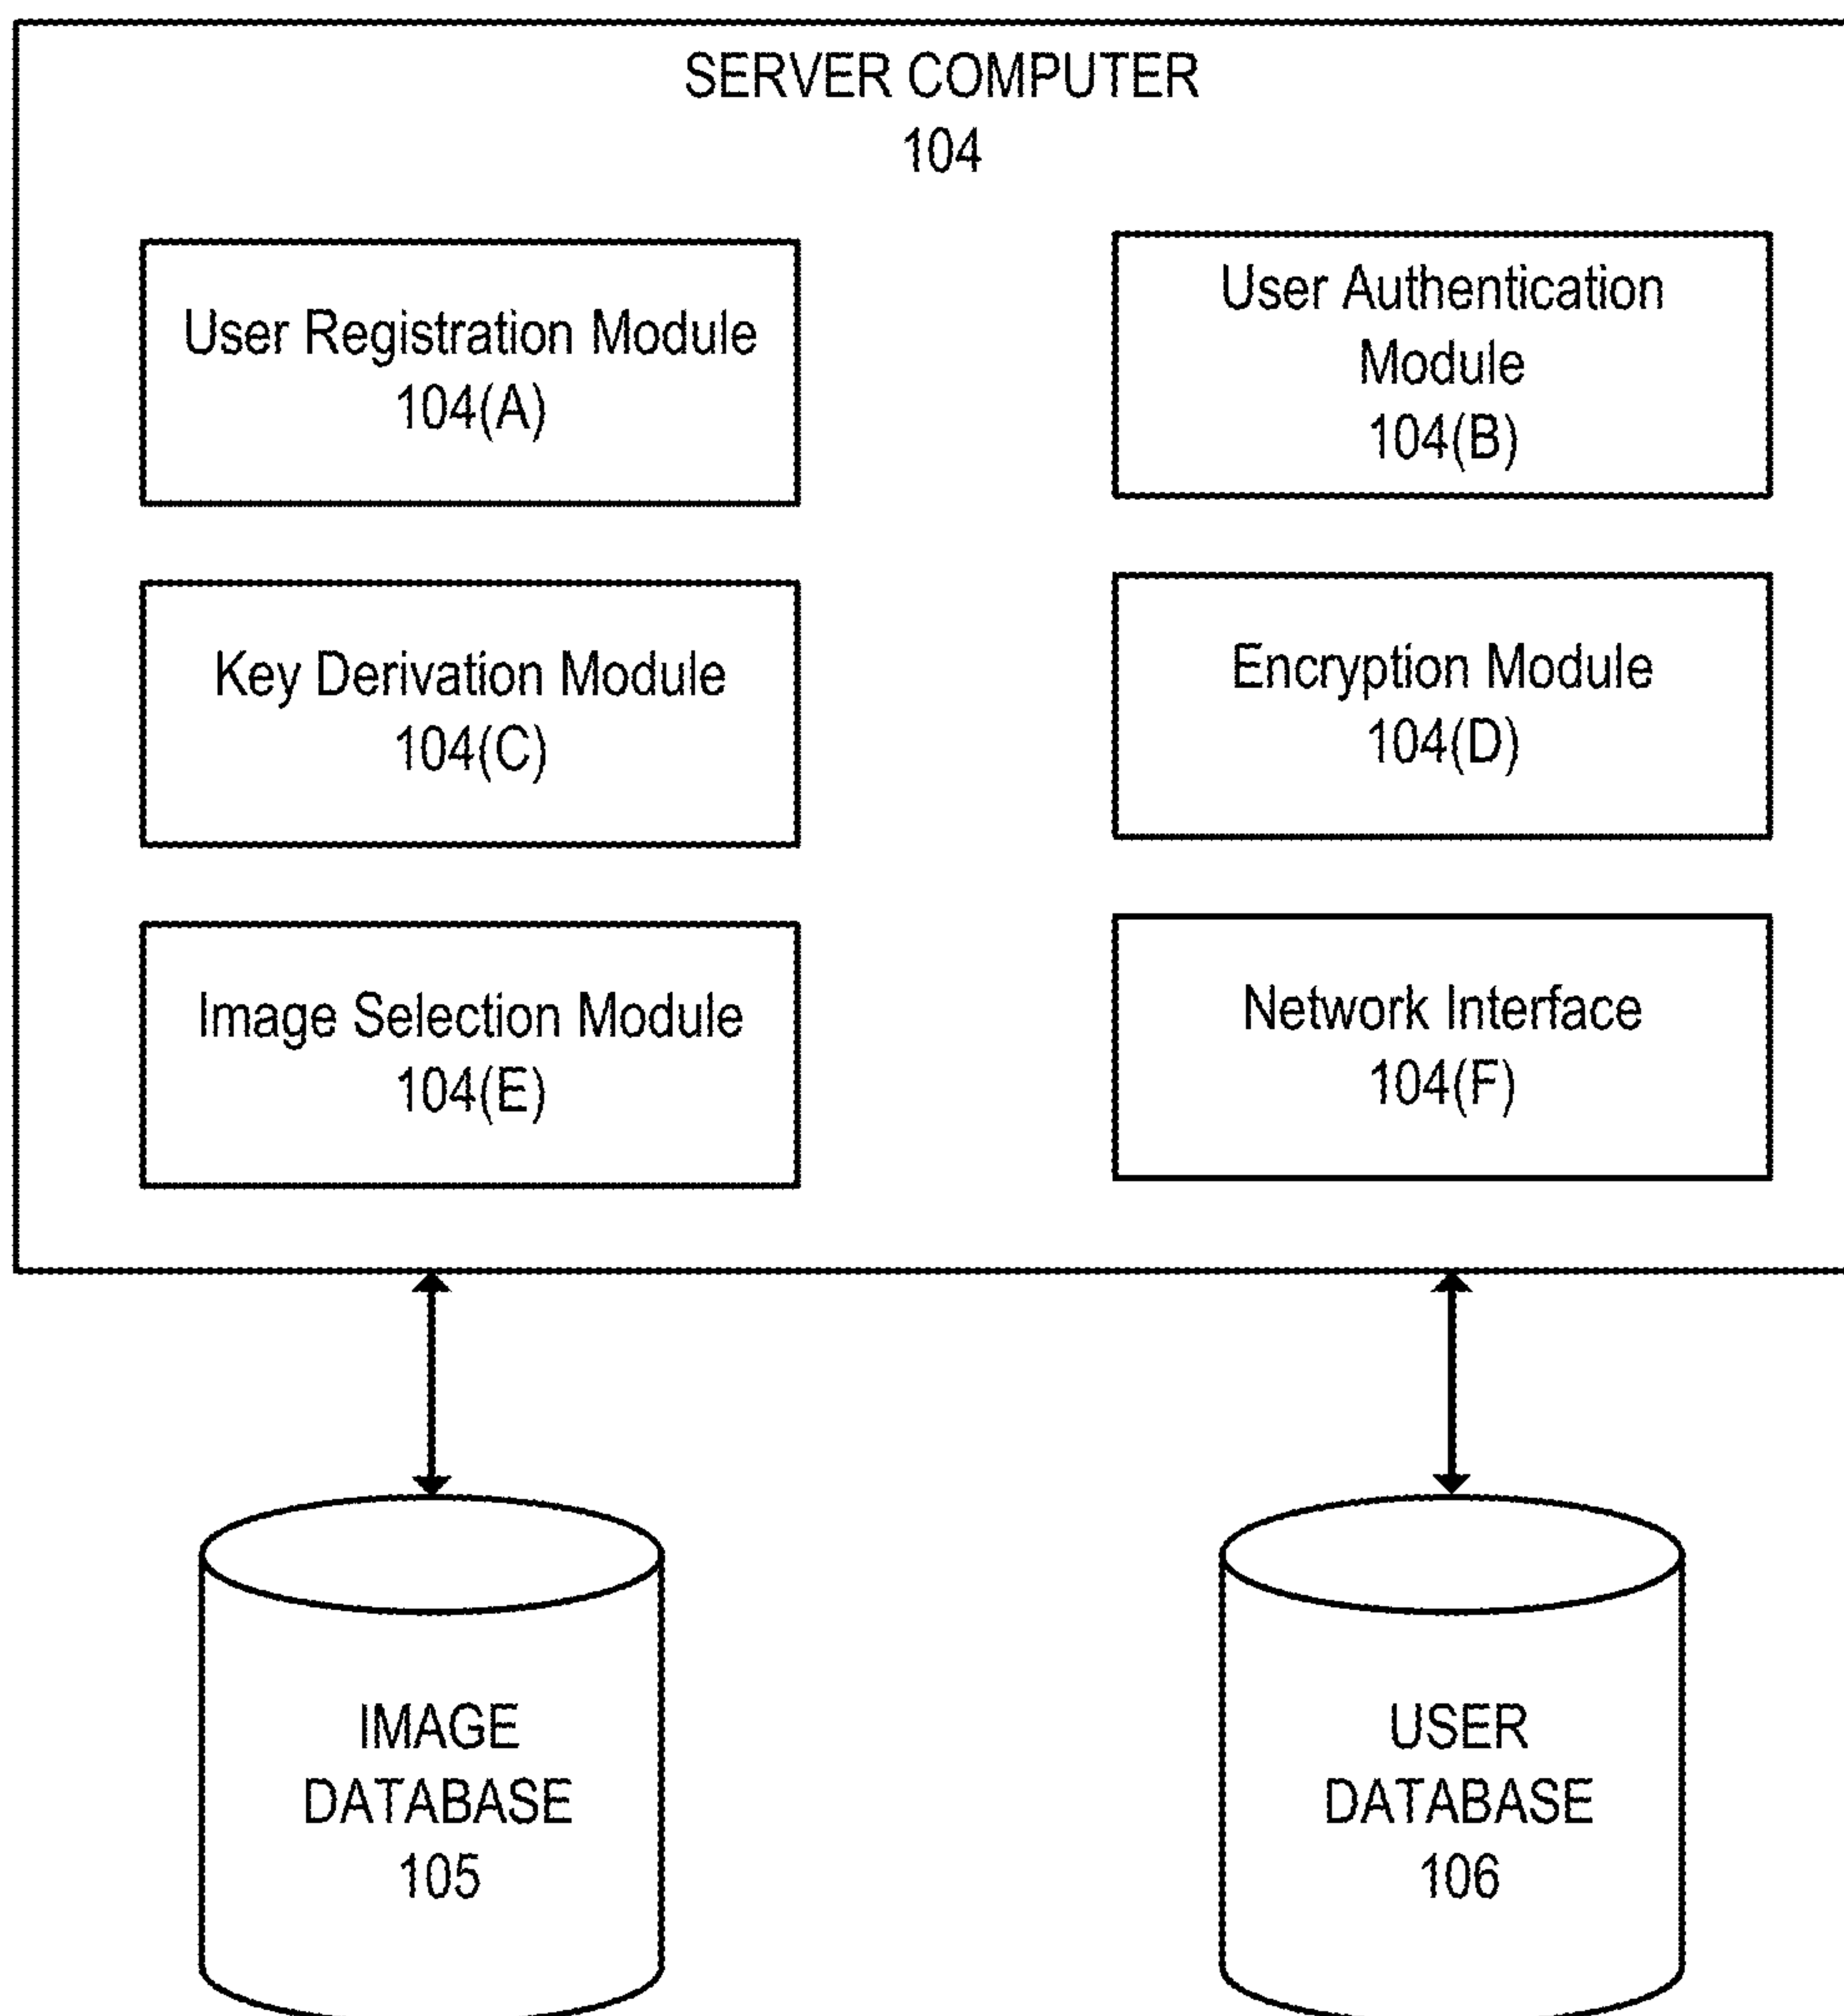 SERVER COMPUTER
104
User Registration Module
104(A)
User Authentication
Module
104(B)
Key Derivation Module
104(C)
Encryption Module
104(D)
Image Selection Module
104(E)
Network Interface
104(F)
IMAGE
DATABASE
105
USER
DATABASE
106